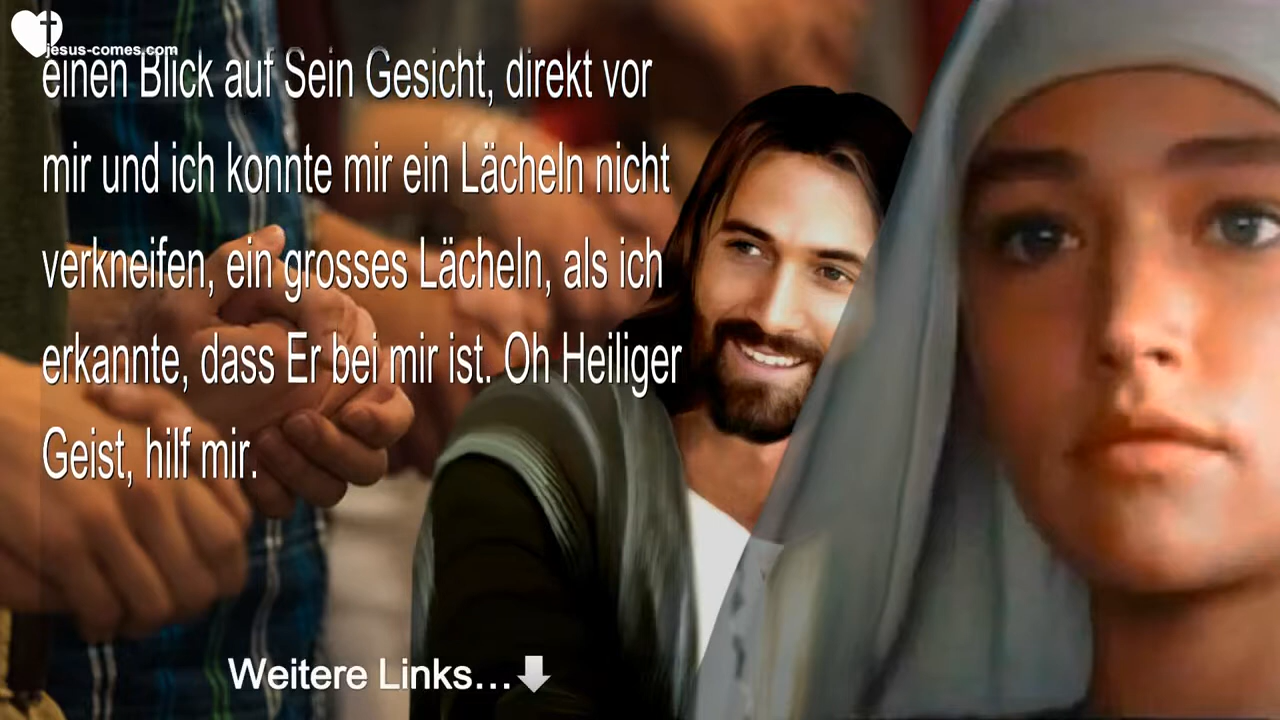 jesus-comes.com
einen Blick auf Sein Gesicht, direkt vor
mir und ich konnte mir ein Lächeln nicht
verkneifen, ein grosses Lächeln, als ich
erkannte, dass Er bei mir ist. Oh Heiliger
Geist, hilf mir.
Weitere Links...